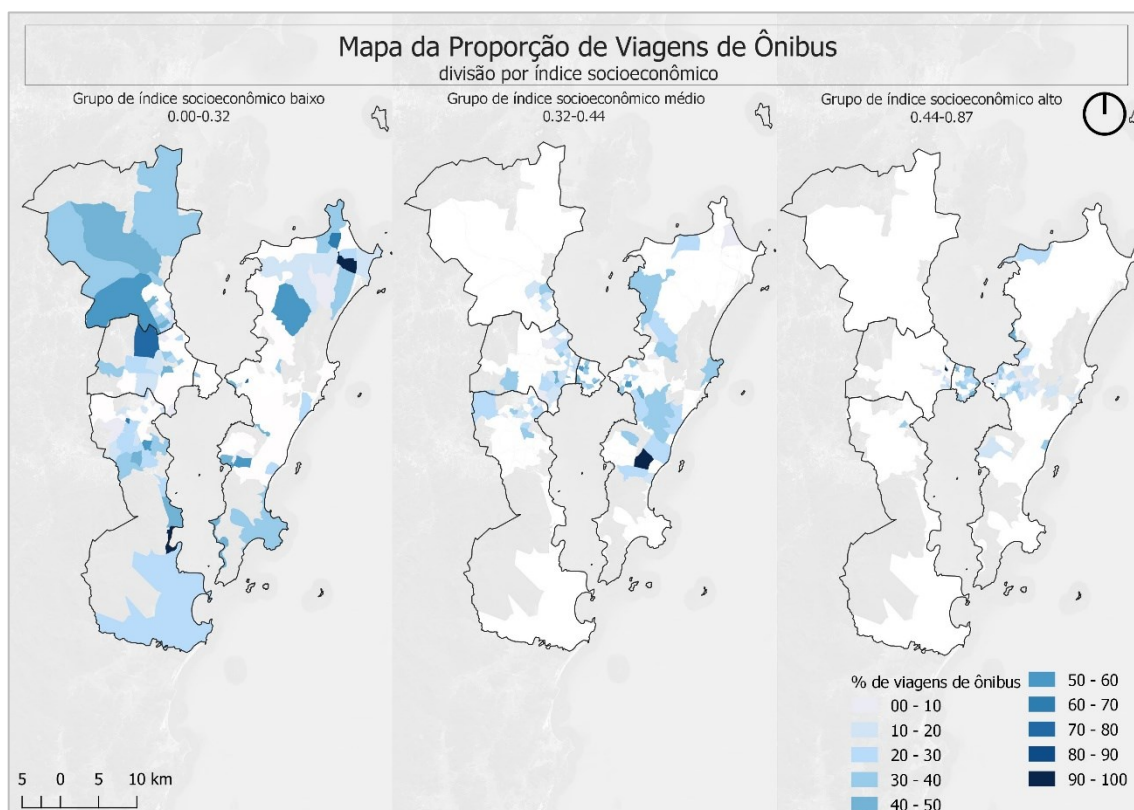 Mapa da Proporção de Viagens de Ônibus
divisão por índice socioeconômico
Grupo de índice socioeconômico baixo
0.00-0.32
Grupo de índice socioeconômico médio
0.32-0.44
Grupo de índice socioeconômico alto
0.44-0.87
% de viagens de ônibus
00 - 10
10 - 20
20 - 30
30 - 40
40 - 50
50 - 60
60 - 70
70 - 80
80 - 90
90 - 100
5 0 5 10 km